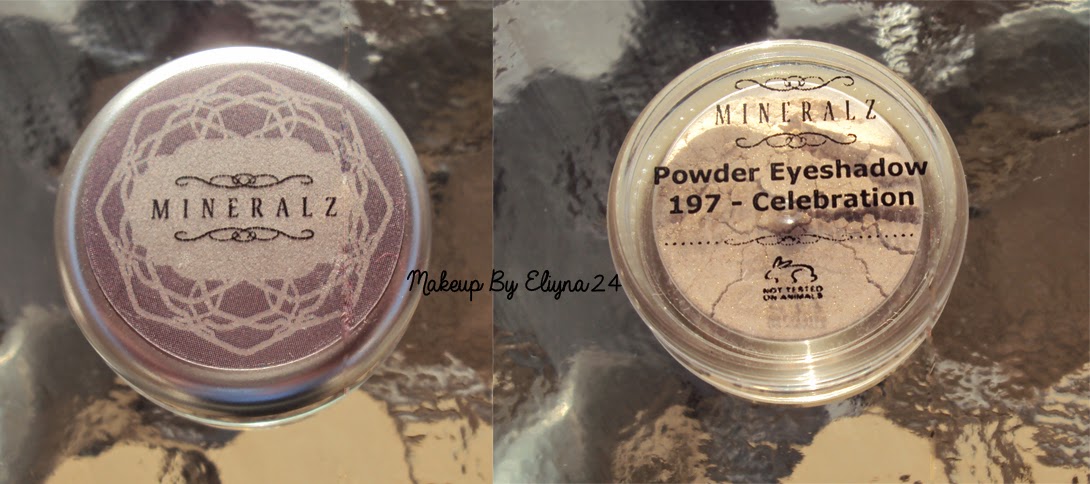 MINERALZ
Makeup By Eliyna24
MINERALZ
Powder Eyeshadow
197 - Celebration
NOT TESTED
ON ANIMALS